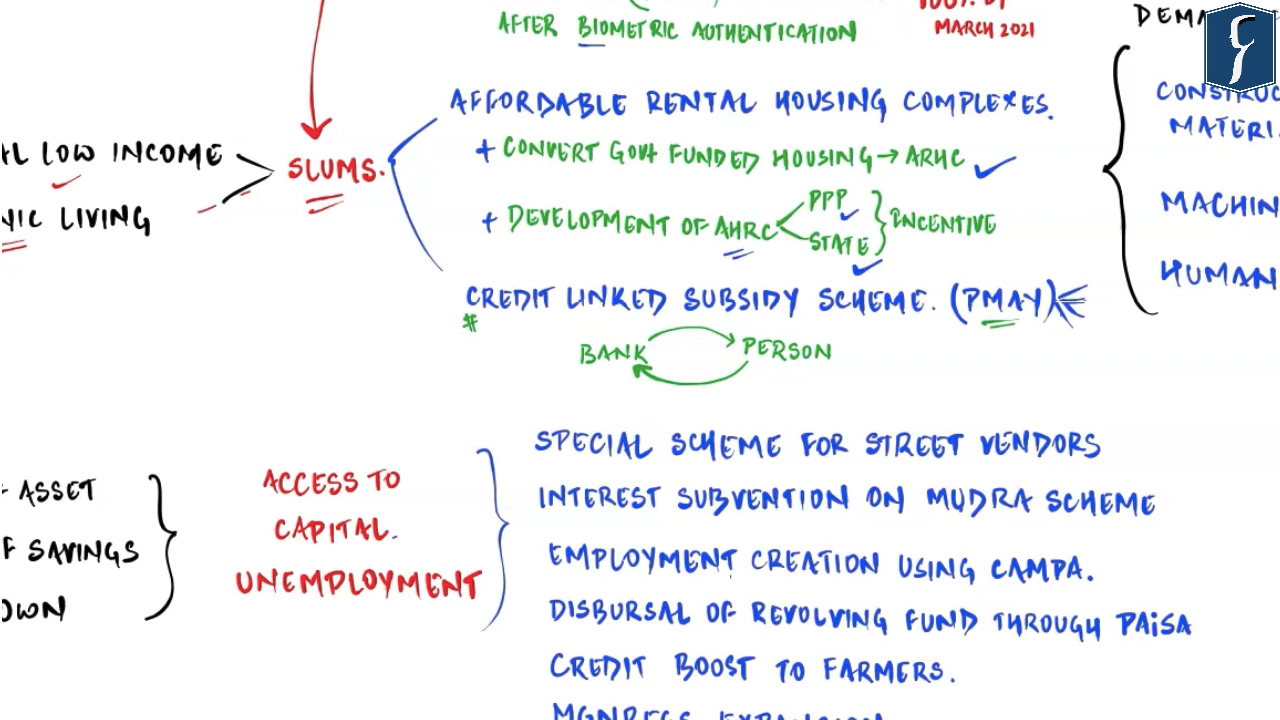 AFTER BIOMETRIC AUTHENTICATION
MARCH 2021
AFFORDABLE RENTAL HOUSING COMPLEXES.
+ CONVERT GOVT FUNDED HOUSING → ARHC
+ DEVELOPMENT OF AHRC
PPP
STATE
INCENTIVE
LOW INCOME
LIVING
SLUMS.
CREDIT LINKED SUBSIDY SCHEME. (PMAY)
#
BANK
PERSON
ASSET
SAVINGS
ACCESS TO
CAPITAL.
UNEMPLOYMENT
SPECIAL SCHEME FOR STREET VENDORS
INTEREST SUBVENTION ON MUDRA SCHEME
EMPLOYMENT CREATION USING CAMPA.
DISBURSAL OF REVOLVING FUND THROUGH PAiSA
CREDIT BOOST TO FARMERS.
DEMA
CONSTRUC
MATERI
MACHIN
HUMAN